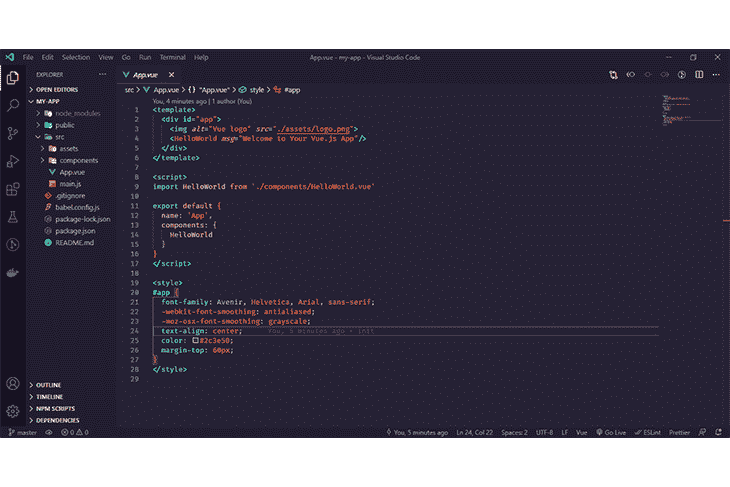 File Edit Selection View Go Run Terminal Help App.vue - my-app - Visual Studio Code
EXPLORER
OPEN EDITORS
MY-APP
node_modules
public
src
assets
components
App.vue
main.js
.gitignore
babel.config.js
package-lock.json
package.json
README.md
OUTLINE
TIMELINE
NPM SCRIPTS
DEPENDENCIES
App.vue
src > App.vue > {} "App.vue" > style > #app
You, 4 minutes ago | 1 author (You)
1 <template>
2 <div id="app">
3 <img alt="Vue logo" src="./assets/logo.png">
4 <HelloWorld msg="Welcome to Your Vue.js App"/>
5 </div>
6 </template>
7
8 <script>
9 import HelloWorld from './components/HelloWorld.vue'
10
11 export default {
12 name: 'App',
13 components: {
14 HelloWorld
15 }
16 }
17 </script>
18
19 <style>
20 #app {
21 font-family: Avenir, Helvetica, Arial, sans-serif;
22 -webkit-font-smoothing: antialiased;
23 -moz-osx-font-smoothing: grayscale;
24 text-align: center; You, 6 minutes ago • init
25 color: #2c3e50;
26 margin-top: 60px;
27 }
28 </style>
29
master 0 0 You, 5 minutes ago Ln 24, Col 22 Spaces: 2 UTF-8 LF Vue Go Live ESLint Prettier